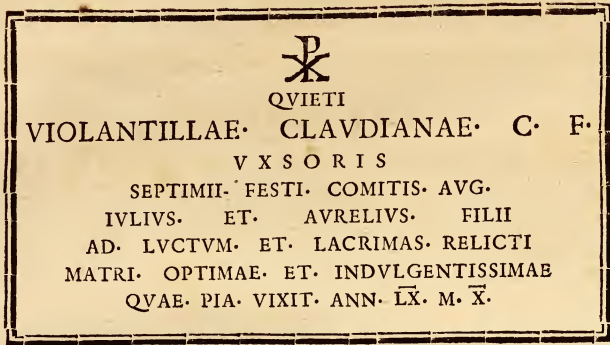 ☧
QVIETI
VIOLANTILLAE· CLAVDIANAE· C· F·
VXSORIS
SEPTIMII· FESTI· COMITIS· AVG·
IVLIVS· ET· AVRELIVS· FILII
AD· LVCTVM· ET· LACRIMAS· RELICTI
MATRI· OPTIMAE· ET· INDVLGENTISSIMAE
QVAE· PIA· VIXIT· ANN· L̅X̅· M· X̅·